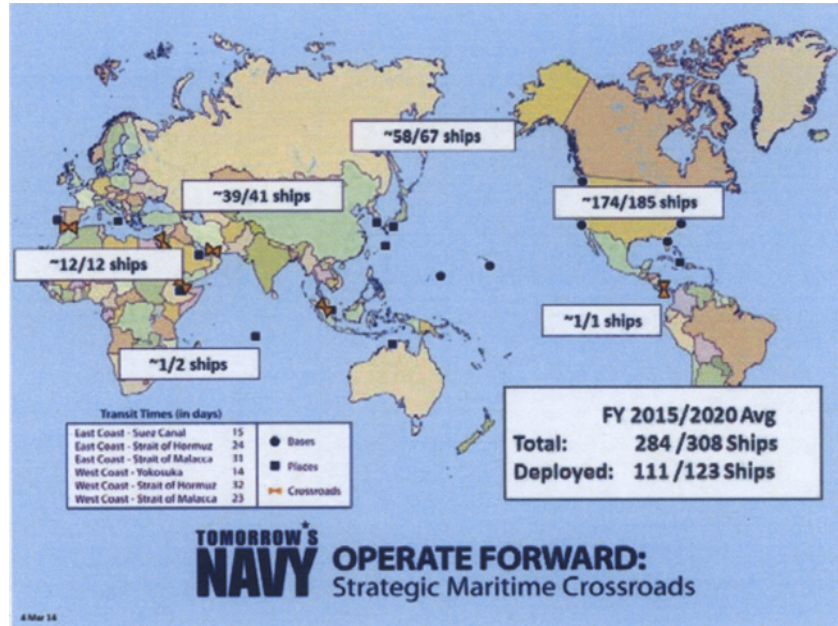 ~58/67 ships
~39/41 ships
~174/185 ships
~12/12 ships
~1/1 ships
~1/2 ships
FY 2015/2020 Avg
Total: 284 /308 Ships
Deployed: 111 /123 Ships
Transit Times (in days)
East Coast - Suez Canal 15
East Coast - Strait of Hormuz 24
East Coast - Strait of Malacca 31
West Coast - Yokosuka 14
West Coast - Strait of Hormuz 32
West Coast - Strait of Malacca 23
Bases
Places
Crossroads
TOMORROW'S
NAVY
OPERATE FORWARD:
Strategic Maritime Crossroads
4 Mar 14